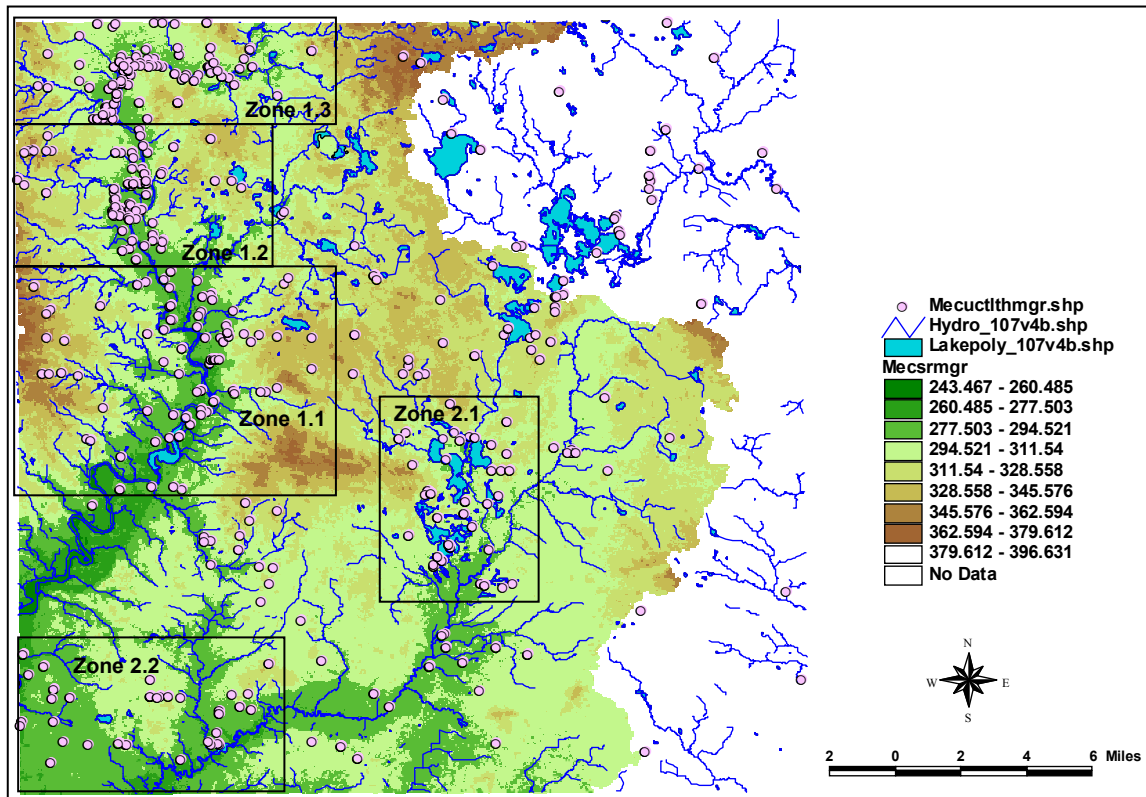 Zone 1.3
Zone 1.2
Zone 1.1
Zone 2.1
Zone 2.2
Mecuctlthmgr.shp
Hydro_107v4b.shp
Lakepoly_107v4b.shp
Mecsrmgr
243.467 - 260.485
260.485 - 277.503
277.503 - 294.521
294.521 - 311.54
311.54 - 328.558
328.558 - 345.576
345.576 - 362.594
362.594 - 379.612
379.612 - 396.631
No Data
N
W E
S
2 0 2 4 6 Miles